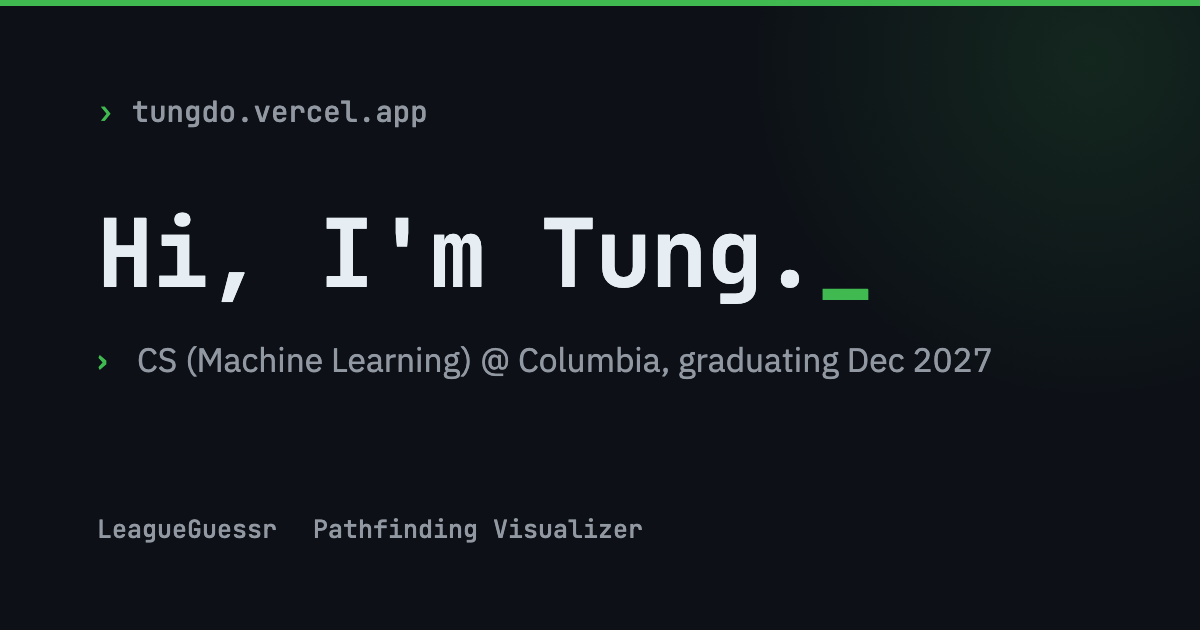 › tungdo.vercel.app
Hi, I'm Tung._
› CS (Machine Learning) @ Columbia, graduating Dec 2027
LeagueGuessr Pathfinding Visualizer